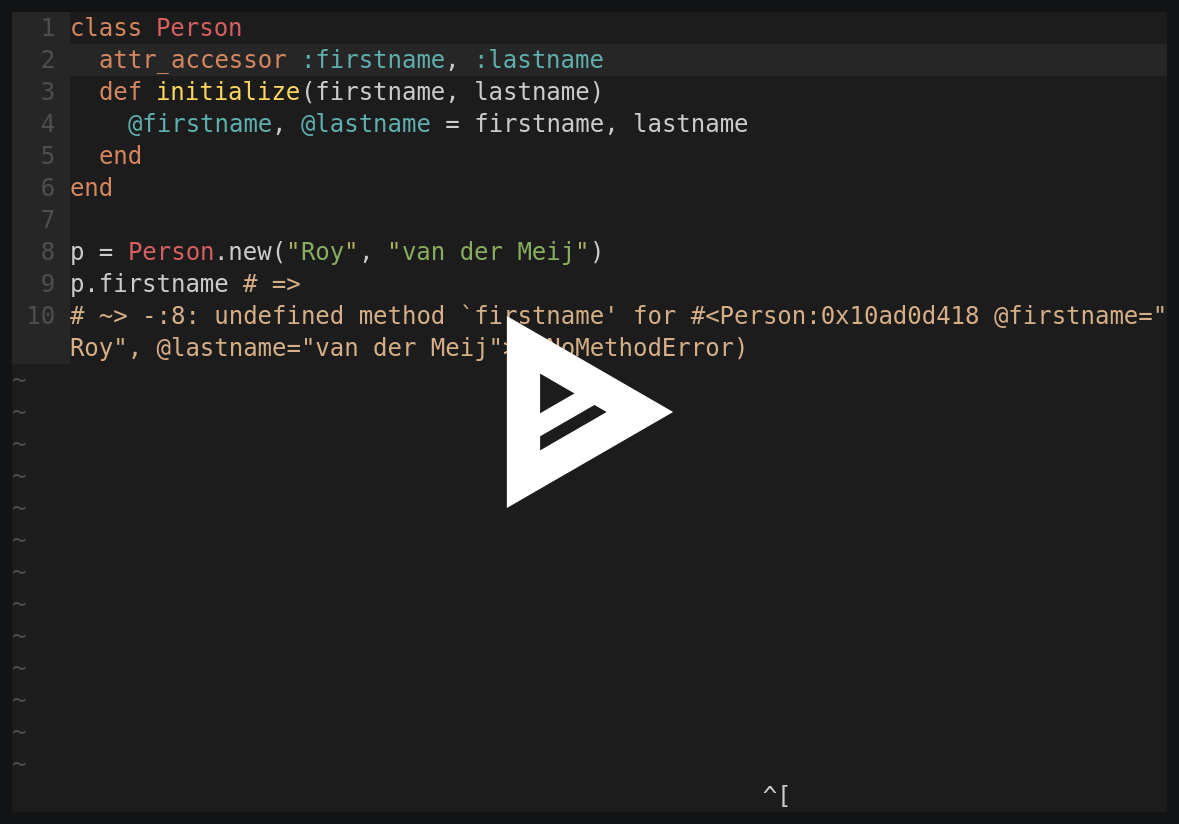 1 class Person
2   attr_accessor :firstname, :lastname
3   def initialize(firstname, lastname)
4     @firstname, @lastname = firstname, lastname
5   end
6 end
7
8 p = Person.new("Roy", "van der Meij")
9 p.firstname # =>
10 # ~> -:8: undefined method `firstname' for #<Person:0x10ad0d418 @firstname="
Roy", @lastname="van der Meij" NoMethodError)
~
~
~
~
~
~
~
~
~
~
~
~
~
^[